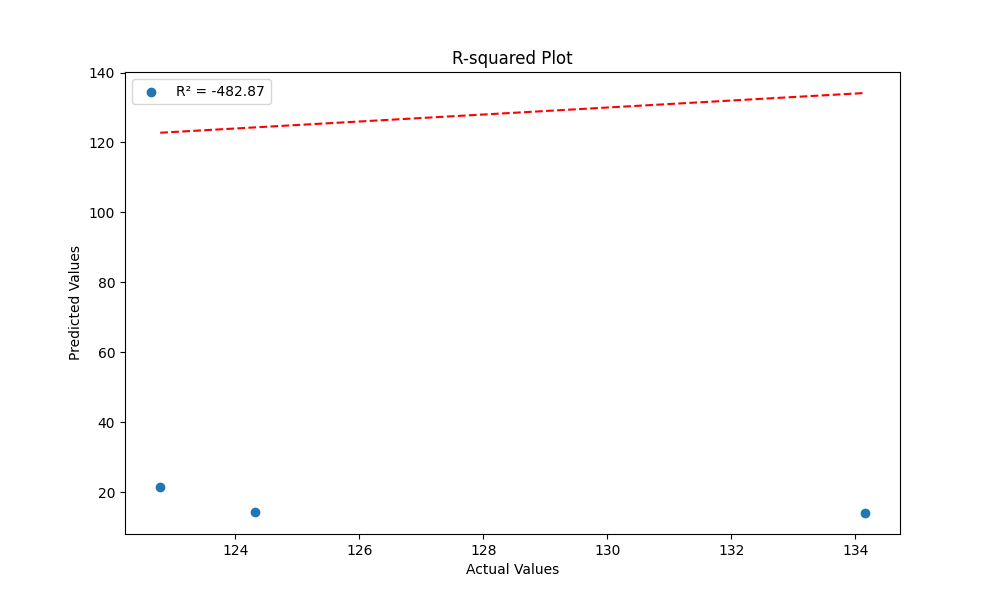 R-squared Plot
R² = -482.87
Predicted Values
140
120
100
80
60
40
20
124 126 128 130 132 134
Actual Values